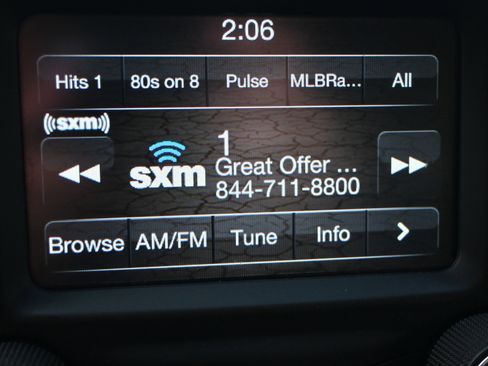 2:06
Hits 1 80s on 8 Pulse MLBRa... All
((sxm))
1
sxm Great Offer ...
844-711-8800
Browse AM/FM Tune Info >